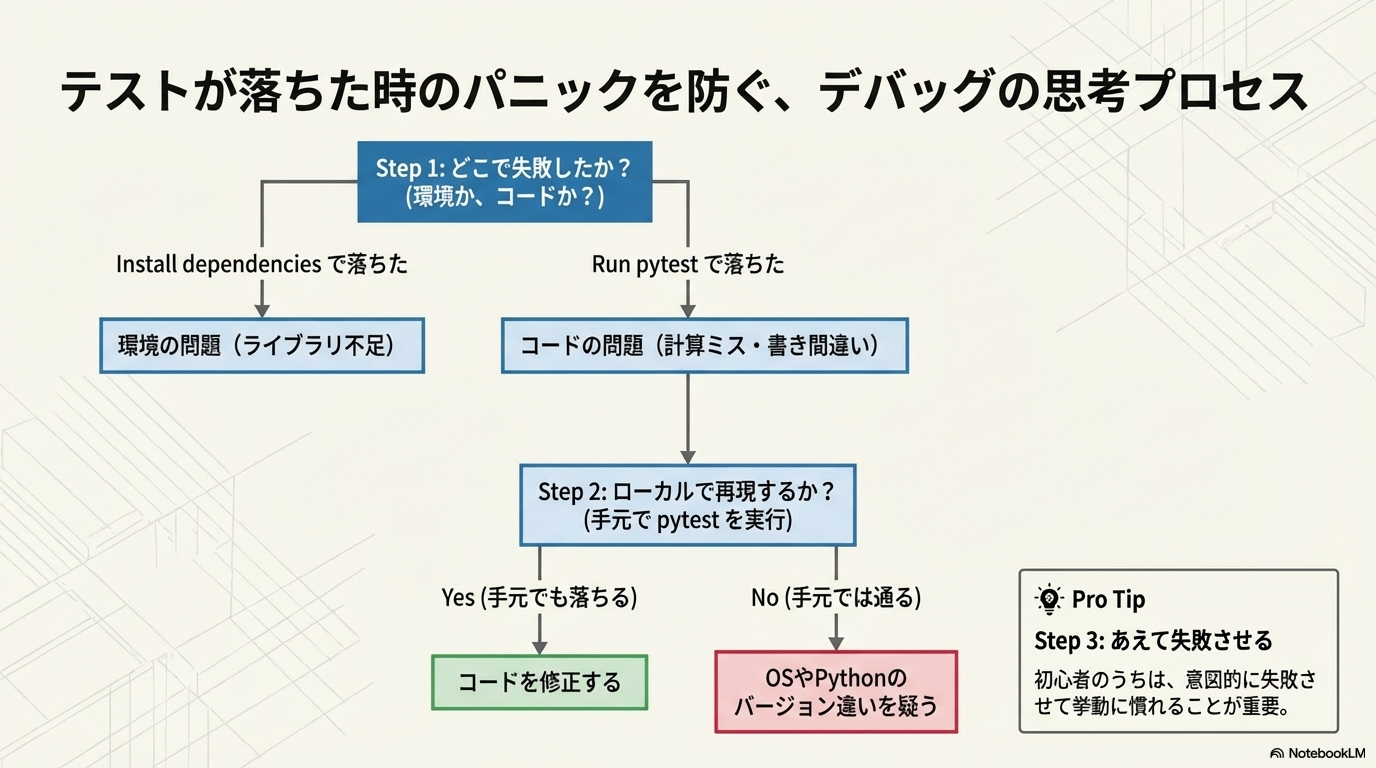 テストが落ちた時のパニックを防ぐ、デバッグの思考プロセス
Step 1: どこで失敗したか？
(環境か、コードか？)
Install dependencies で落ちた
Run pytest で落ちた
環境の問題（ライブラリ不足）
コードの問題（計算ミス・書き間違い）
Step 2: ローカルで再現するか？
(手元で pytest を実行)
Yes (手元でも落ちる)
No (手元では通る)
コードを修正する
OSやPythonの
バージョン違いを疑う
Pro Tip
Step 3: あえて失敗させる
初心者のうちは、意図的に失敗さ
せて挙動に慣れることが重要。
NotebookLM